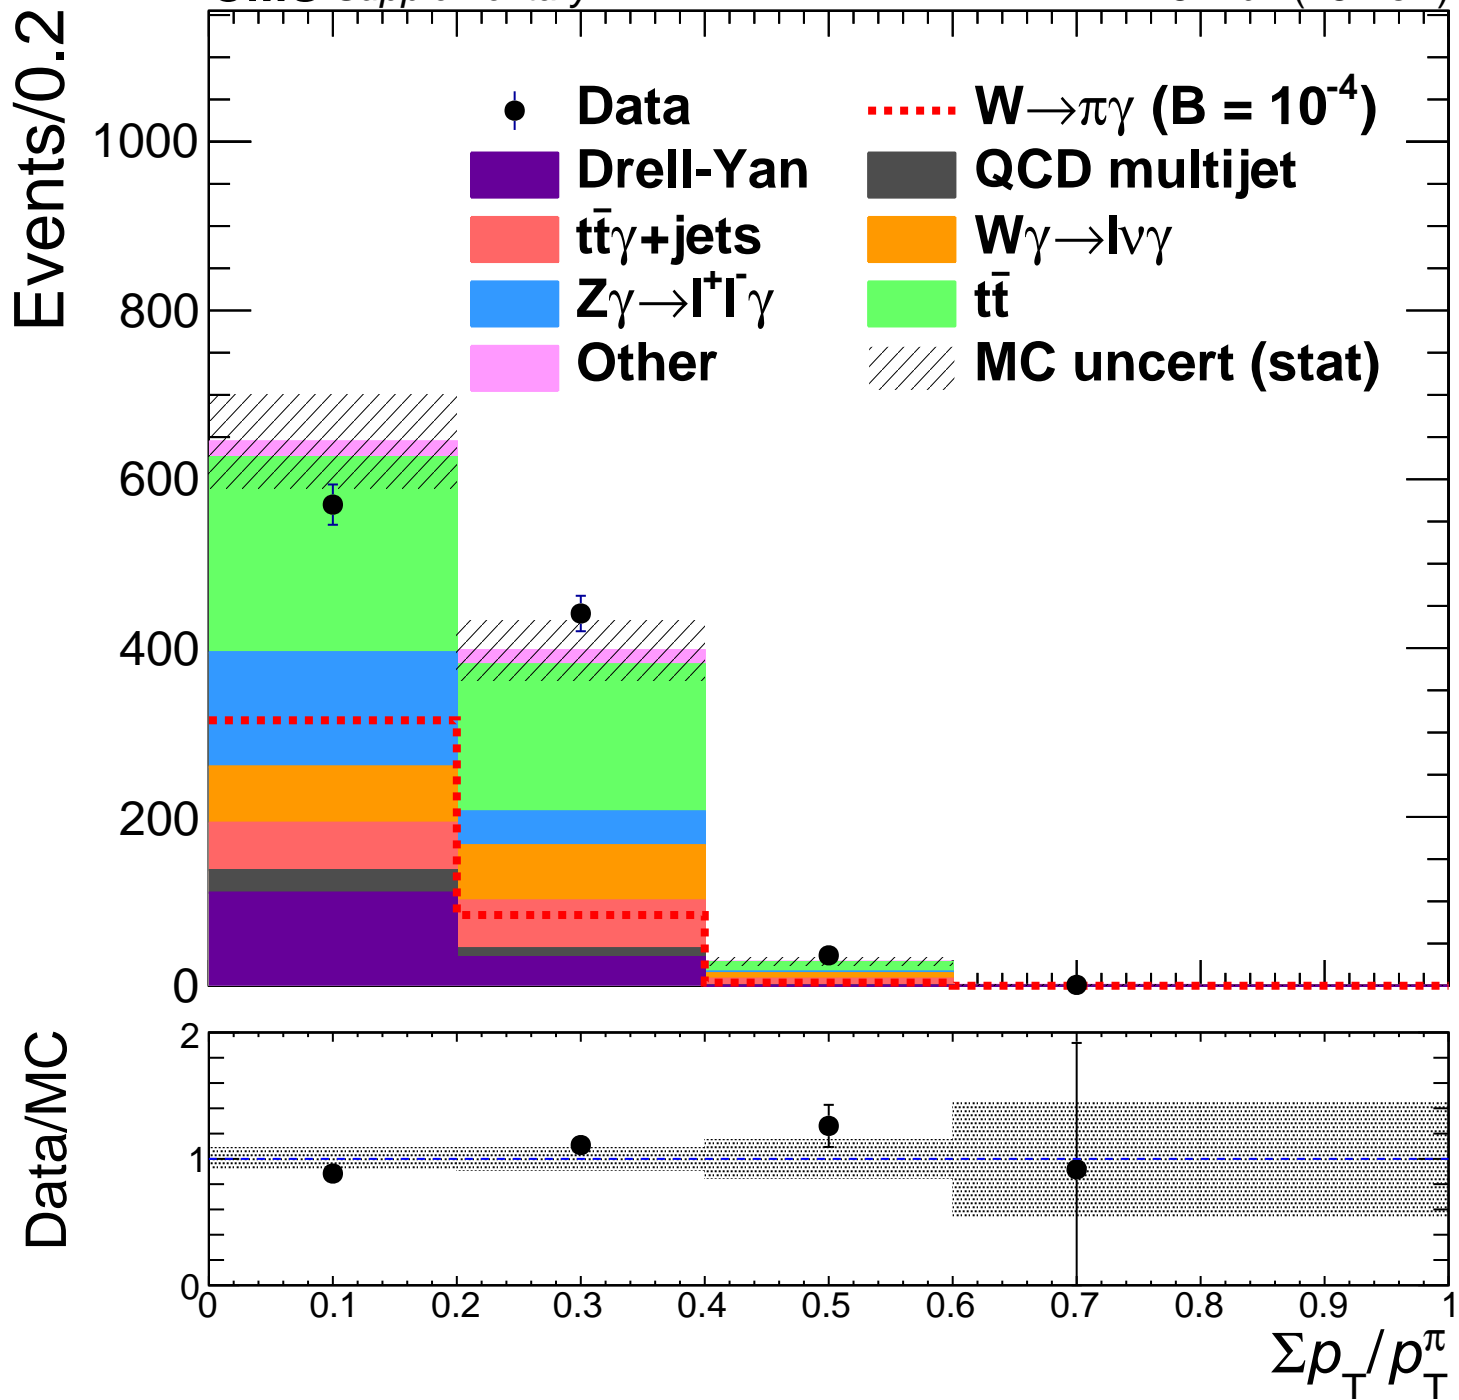 Supplementary
Events/0.2
Data
W→πγ (B = 10⁻⁴)
Drell-Yan
QCD multijet
tt̄γ+jets
Wγ→lνγ
Zγ→l⁺l⁻γ
tt̄
Other
MC uncert (stat)
1000
800
600
400
200
0
Data/MC
2
1
0
0 0.1 0.2 0.3 0.4 0.5 0.6 0.7 0.8 0.9 1
Σp_T/p_T^π